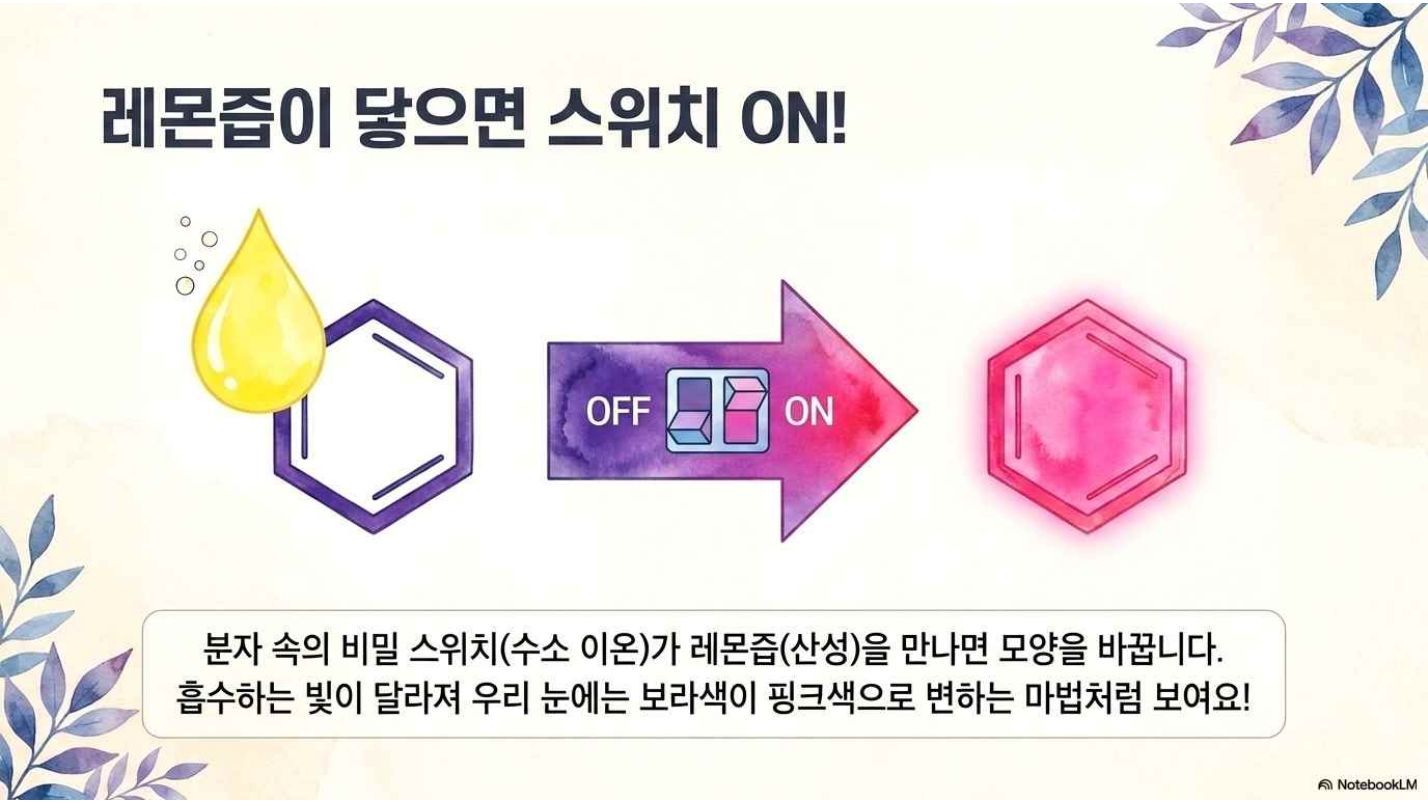 레몬즙이 닿으면 스위치 ON!
OFF
ON
분자 속의 비밀 스위치(수소 이온)가 레몬즙(산성)을 만나면 모양을 바꿉니다.
흡수하는 빛이 달라져 우리 눈에는 보라색이 핑크색으로 변하는 마법처럼 보여요!
NotebookLM